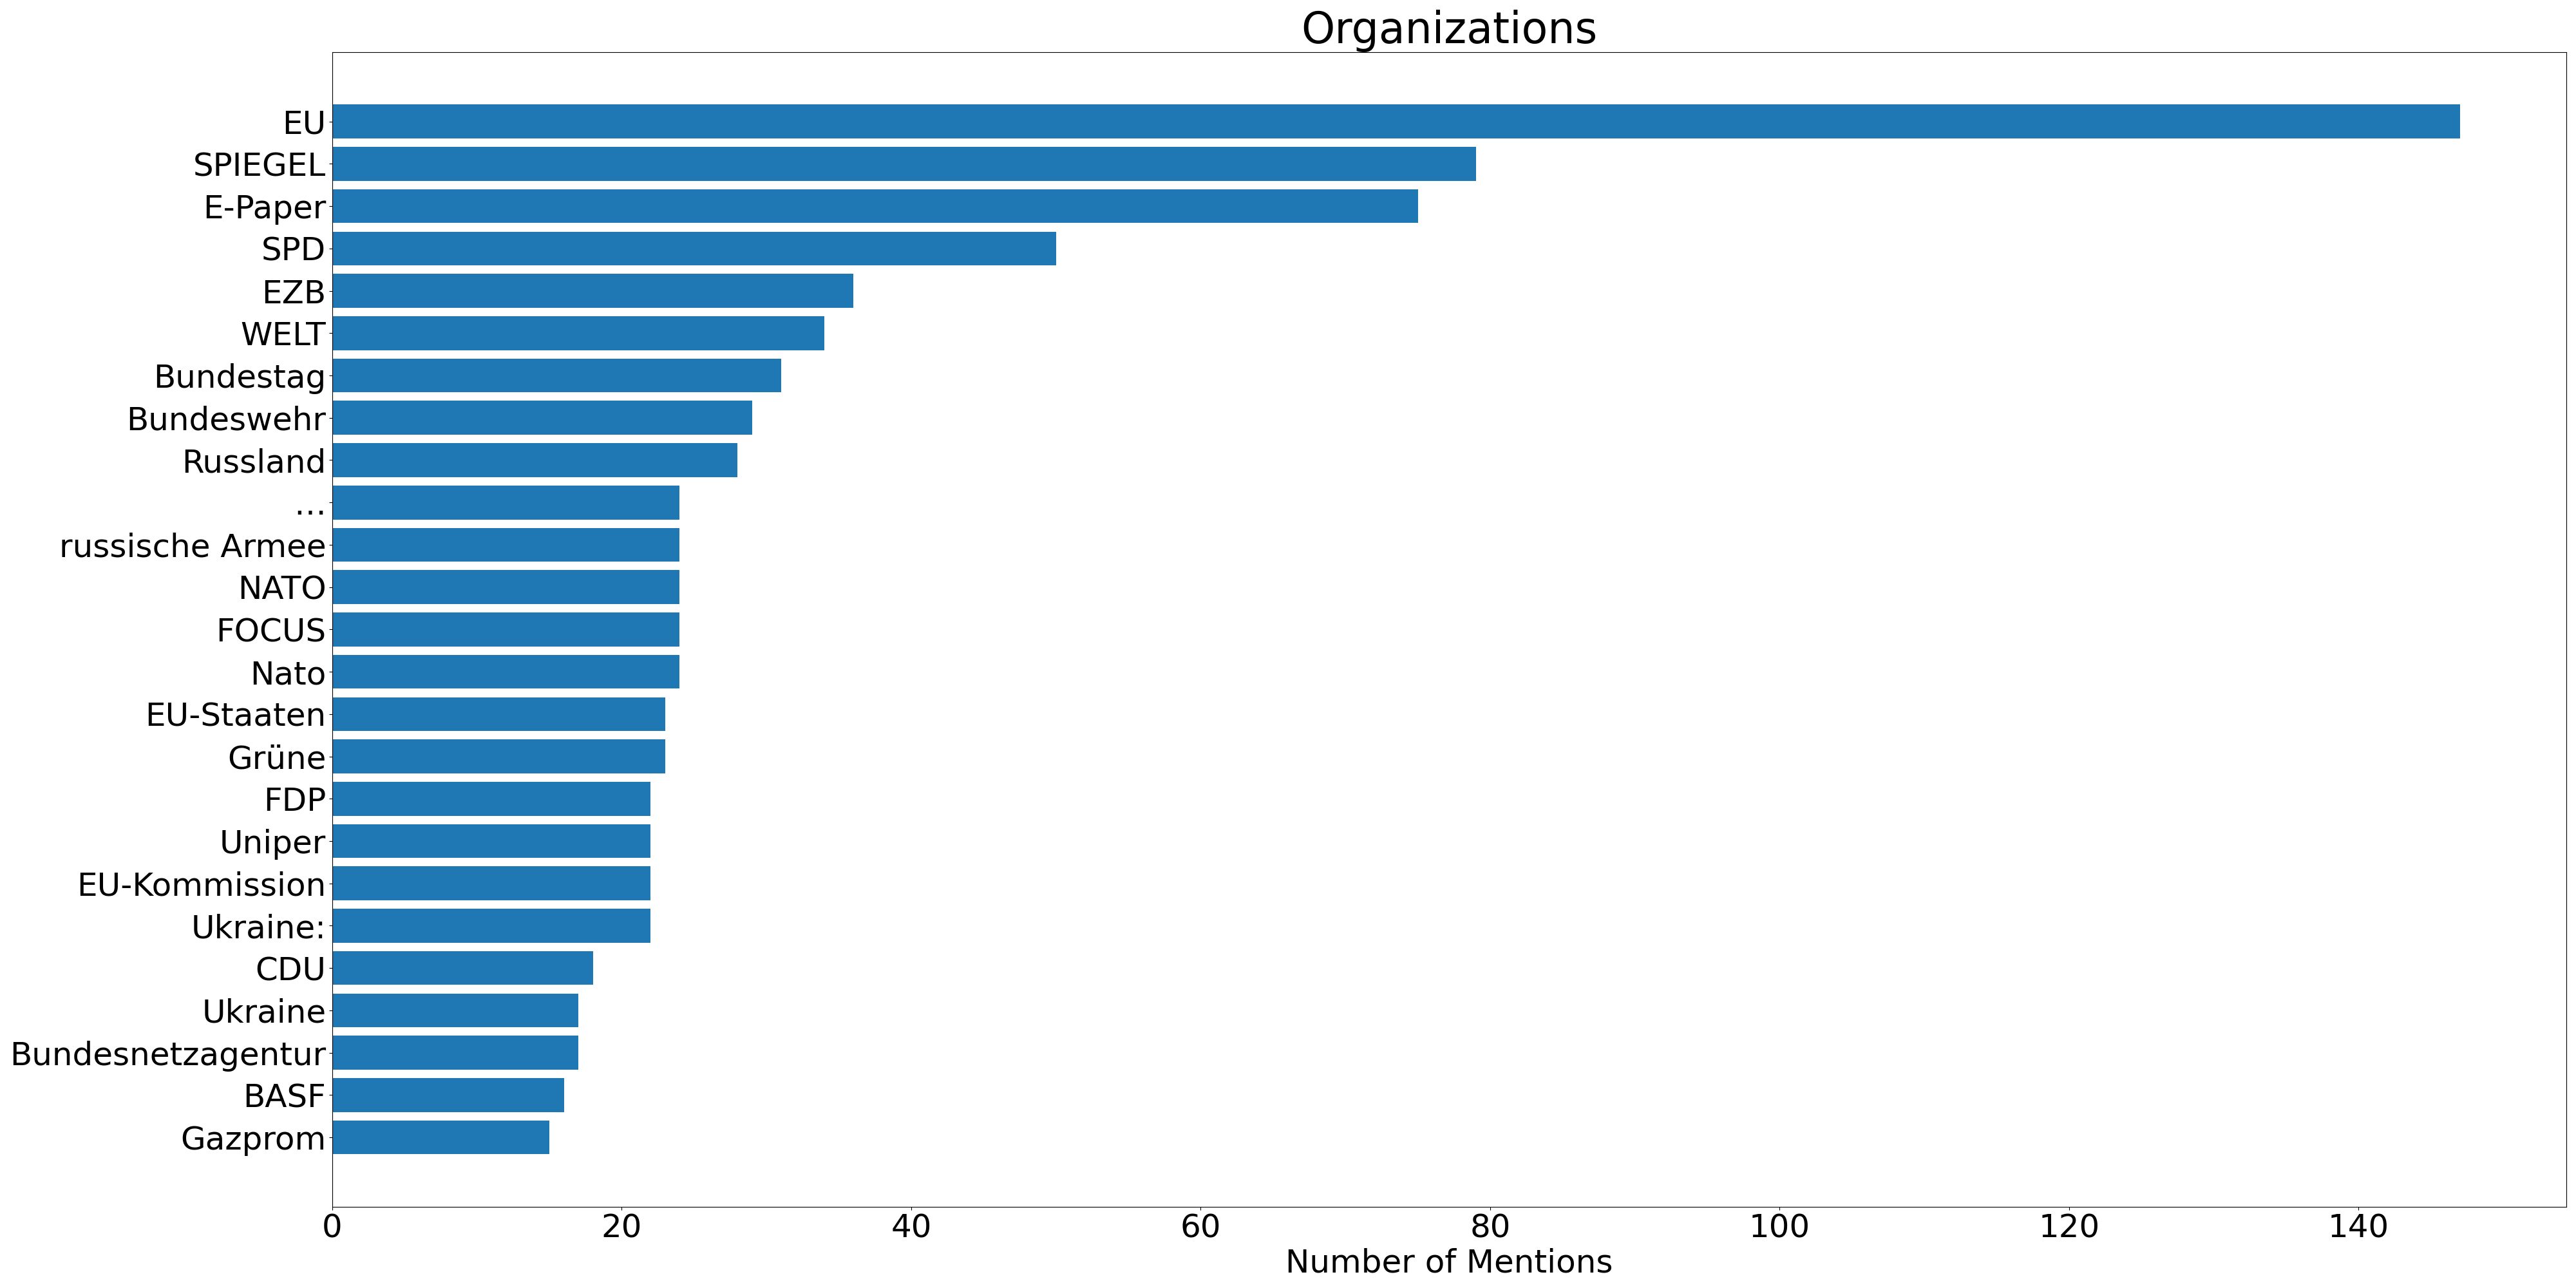 Organizations
EU
SPIEGEL
E-Paper
SPD
EZB
WELT
Bundestag
Bundeswehr
Russland
...
russische Armee
NATO
FOCUS
Nato
EU-Staaten
Grüne
FDP
Uniper
EU-Kommission
Ukraine:
CDU
Ukraine
Bundesnetzagentur
BASF
Gazprom
0 20 40 60 80 100 120 140
Number of Mentions